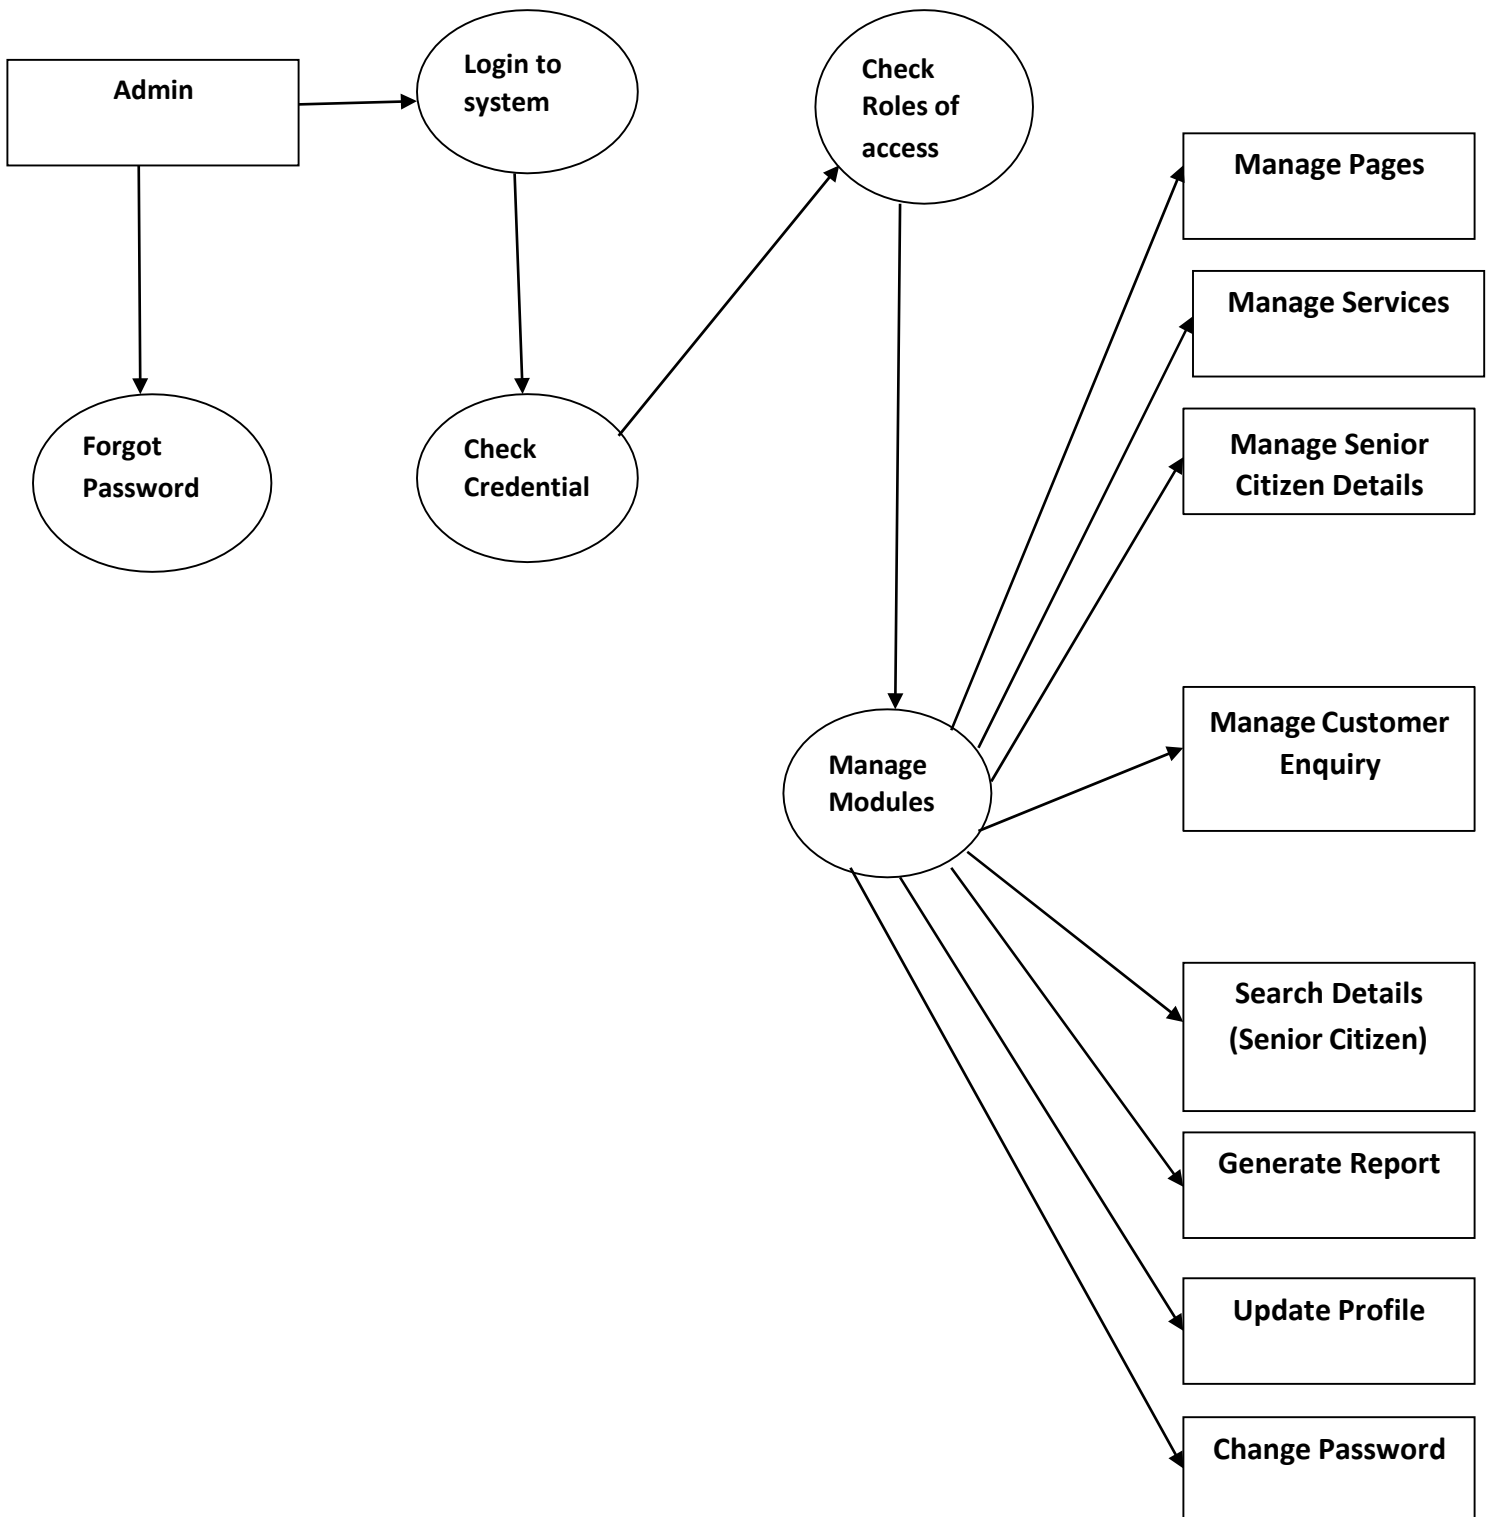 Admin
Login to
system
Check
Roles of
access
Manage Pages
Manage Services
Forgot
Password
Check
Credential
Manage Senior
Citizen Details
Manage Customer
Enquiry
Manage
Modules
Search Details
(Senior Citizen)
Generate Report
Update Profile
Change Password